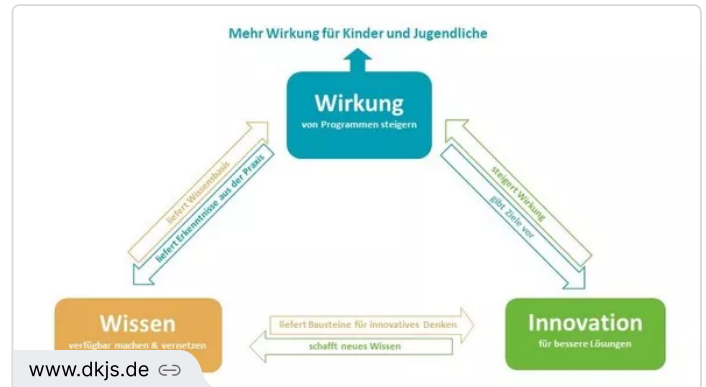 Mehr Wirkung für Kinder und Jugendliche
Wirkung
von Programmen steigern
liefert Wissensbasis
liefert Erkenntnisse aus der Praxis
steigert Wirkung
gibt Ziele vor
Wissen
verfügbar machen & vernetzen
liefert Bausteine für innovatives Denken
schafft neues Wissen
Innovation
für bessere Lösungen
www.dkjs.de